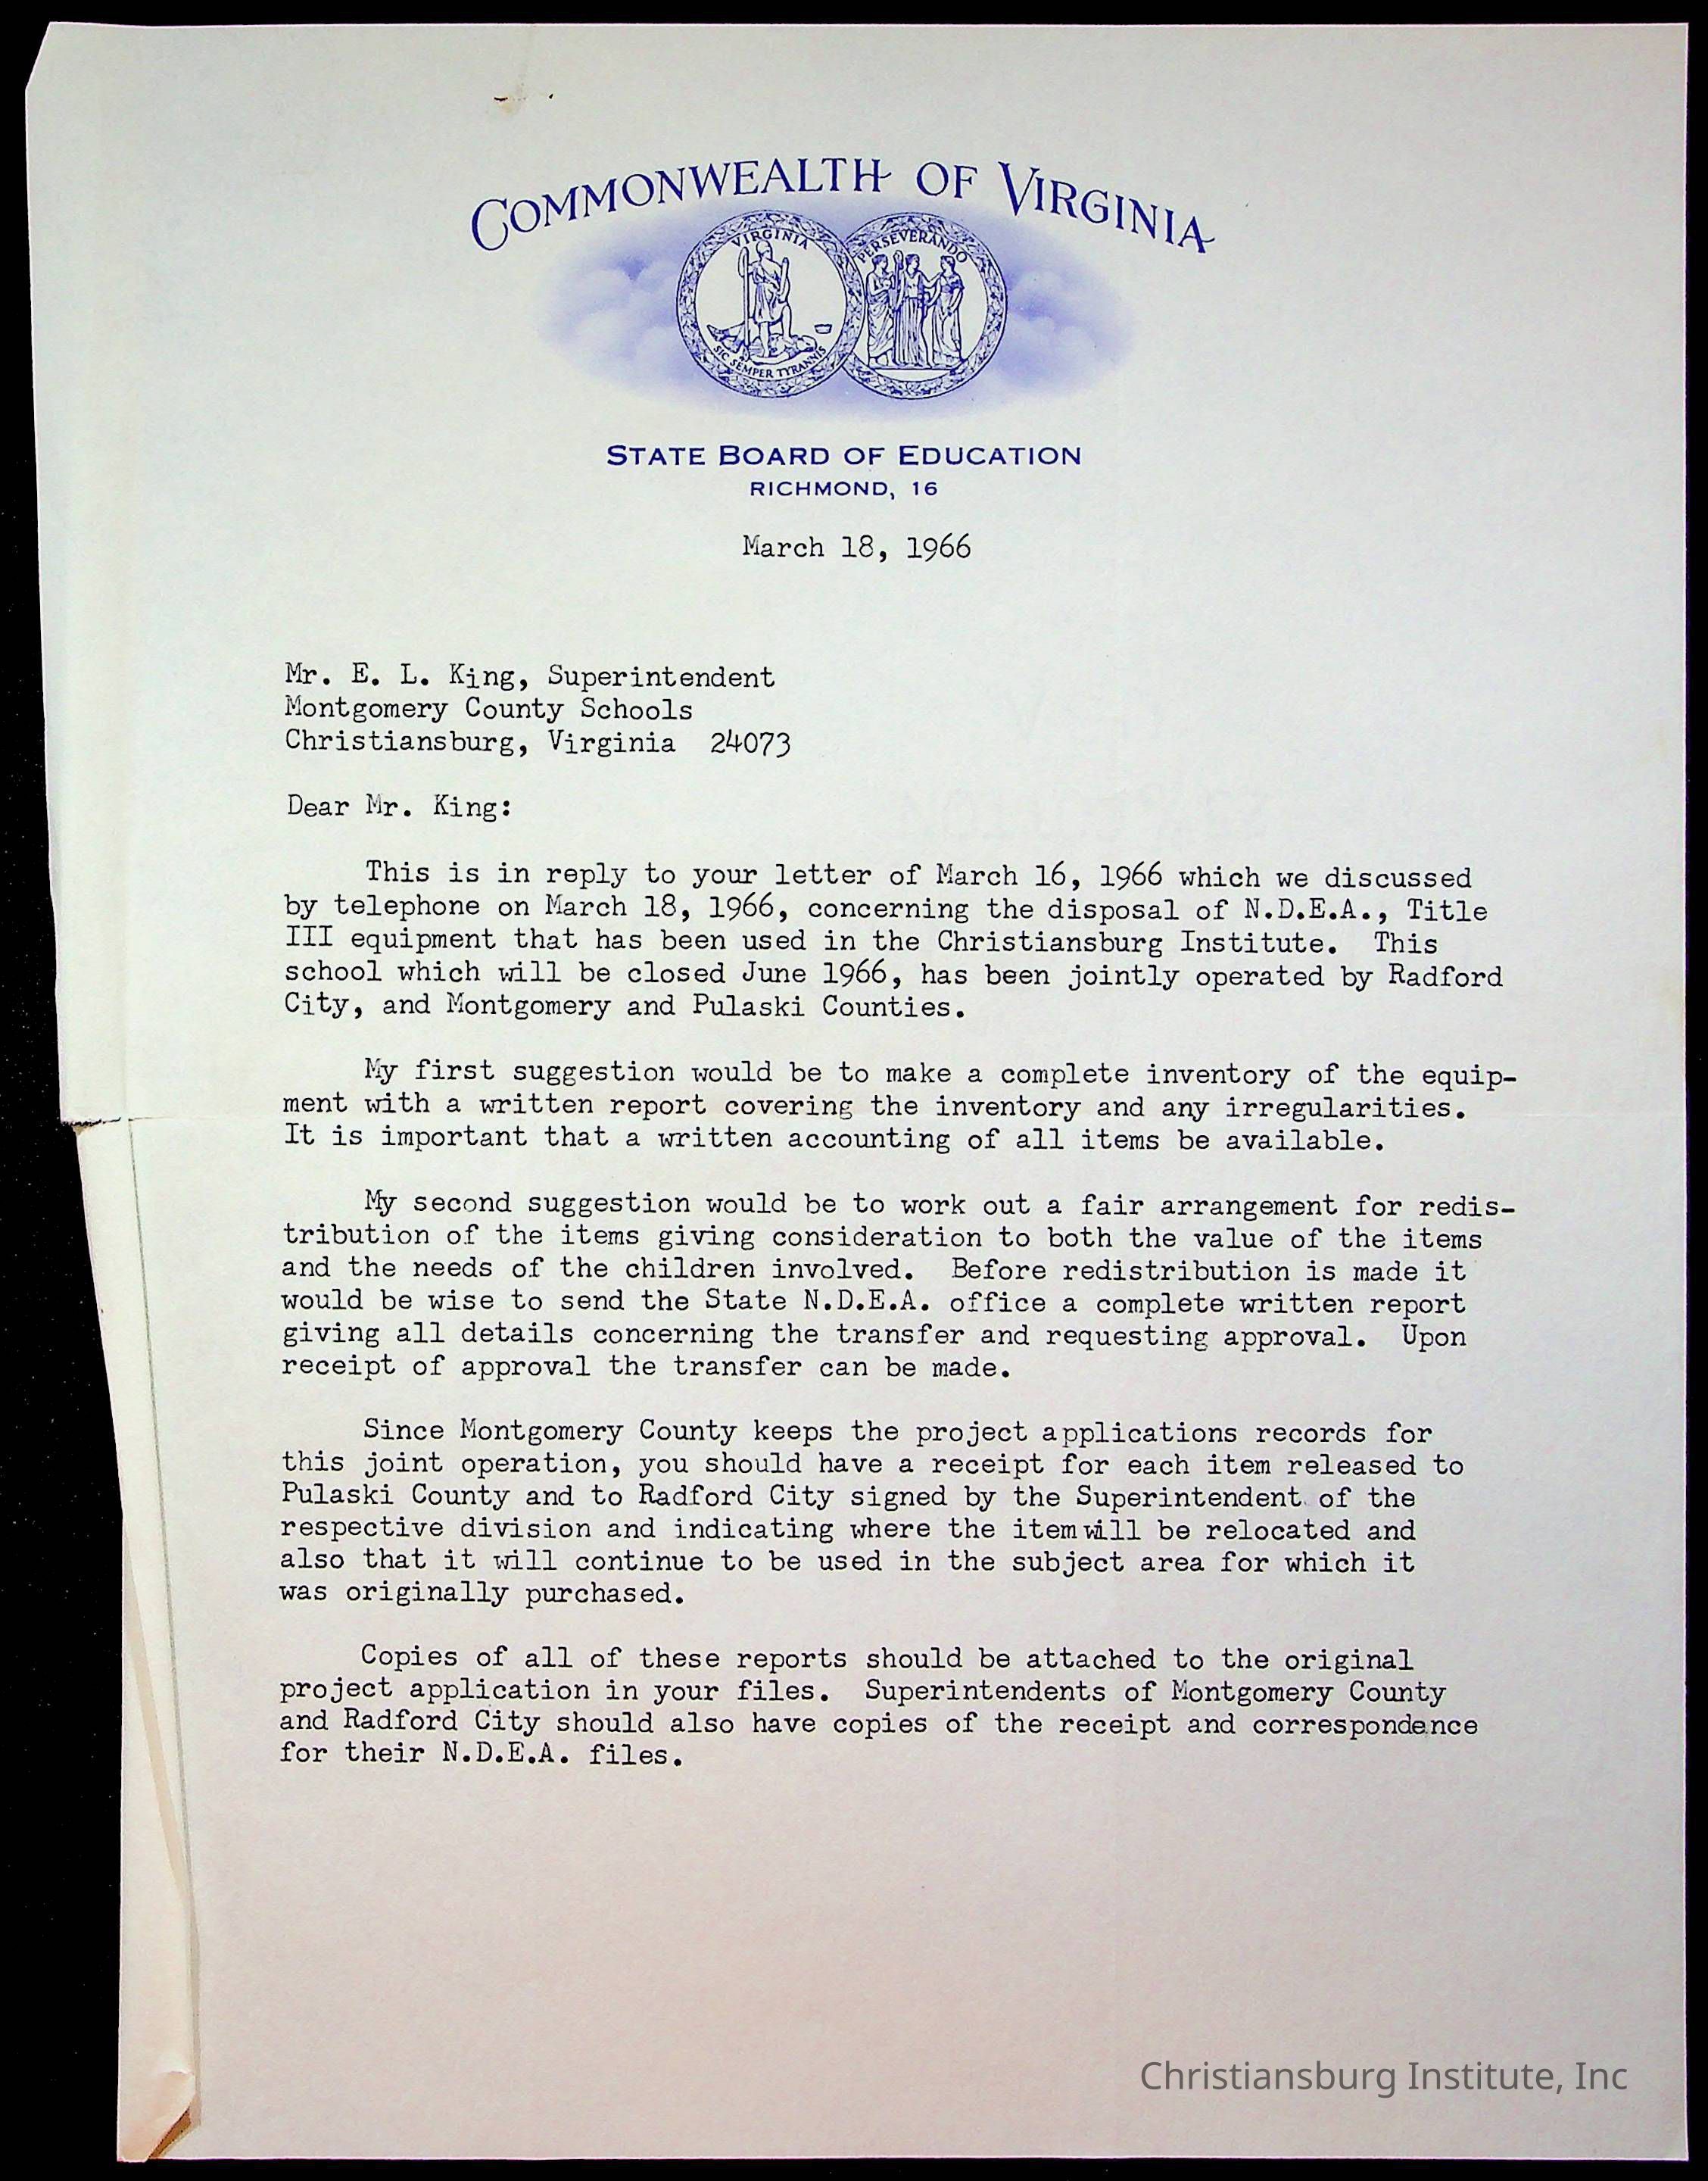 COMMONWEALTH OF VIRGINIA
VIRGINIA
PERSEVERANDO
SIC SEMPER TYRANNIS
STATE BOARD OF EDUCATION
RICHMOND, 16
March 18, 1966
Mr. E. L. King, Superintendent
Montgomery County Schools
Christiansburg, Virginia 24073
Dear Mr. King:
This is in reply to your letter of March 16, 1966 which we discussed
by telephone on March 18, 1966, concerning the disposal of N.D.E.A., Title
III equipment that has been used in the Christiansburg Institute. This
school which will be closed June 1966, has been jointly operated by Radford
City, and Montgomery and Pulaski Counties.
My first suggestion would be to make a complete inventory of the equip-
ment with a written report covering the inventory and any irregularities.
It is important that a written accounting of all items be available.
My second suggestion would be to work out a fair arrangement for redis-
tribution of the items giving consideration to both the value of the items
and the needs of the children involved. Before redistribution is made it
would be wise to send the State N.D.E.A. office a complete written report
giving all details concerning the transfer and requesting approval. Upon
receipt of approval the transfer can be made.
Since Montgomery County keeps the project applications records for
this joint operation, you should have a receipt for each item released to
Pulaski County and to Radford City signed by the Superintendent of the
respective division and indicating where the item will be relocated and
also that it will continue to be used in the subject area for which it
was originally purchased.
Copies of all of these reports should be attached to the original
project application in your files. Superintendents of Montgomery County
and Radford City should also have copies of the receipt and correspondence
for their N.D.E.A. files.
Christiansburg Institute, Inc